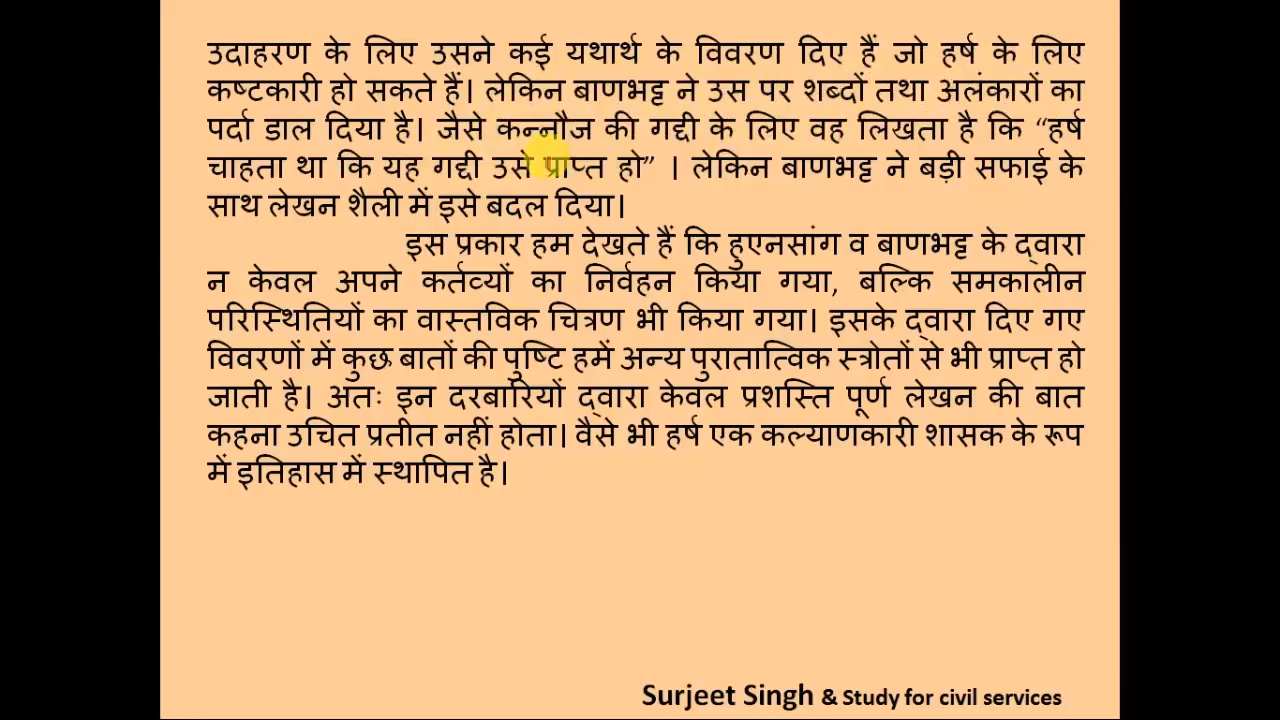 उदाहरण के लिए उसने कई यथार्थ के विवरण दिए हैं जो हर्ष के लिए
कष्टकारी हो सकते हैं। लेकिन बाणभट्ट ने उस पर शब्दों तथा अलंकारों का
पर्दा डाल दिया है। जैसे कन्नौज की गद्दी के लिए वह लिखता है कि “हर्ष
चाहता था कि यह गद्दी उसे प्राप्त हो” । लेकिन बाणभट्ट ने बड़ी सफाई के
साथ लेखन शैली में इसे बदल दिया।
इस प्रकार हम देखते हैं कि हुएनसांग व बाणभट्ट के द्वारा
न केवल अपने कर्तव्यों का निर्वहन किया गया, बल्कि समकालीन
परिस्थितियों का वास्तविक चित्रण भी किया गया। इसके द्वारा दिए गए
विवरणों में कुछ बातों की पुष्टि हमें अन्य पुरातात्विक स्त्रोतों से भी प्राप्त हो
जाती है। अतः इन दरबारियों द्वारा केवल प्रशस्ति पूर्ण लेखन की बात
कहना उचित प्रतीत नहीं होता। वैसे भी हर्ष एक कल्याणकारी शासक के रूप
में इतिहास में स्थापित है।
Surjeet Singh & Study for civil services